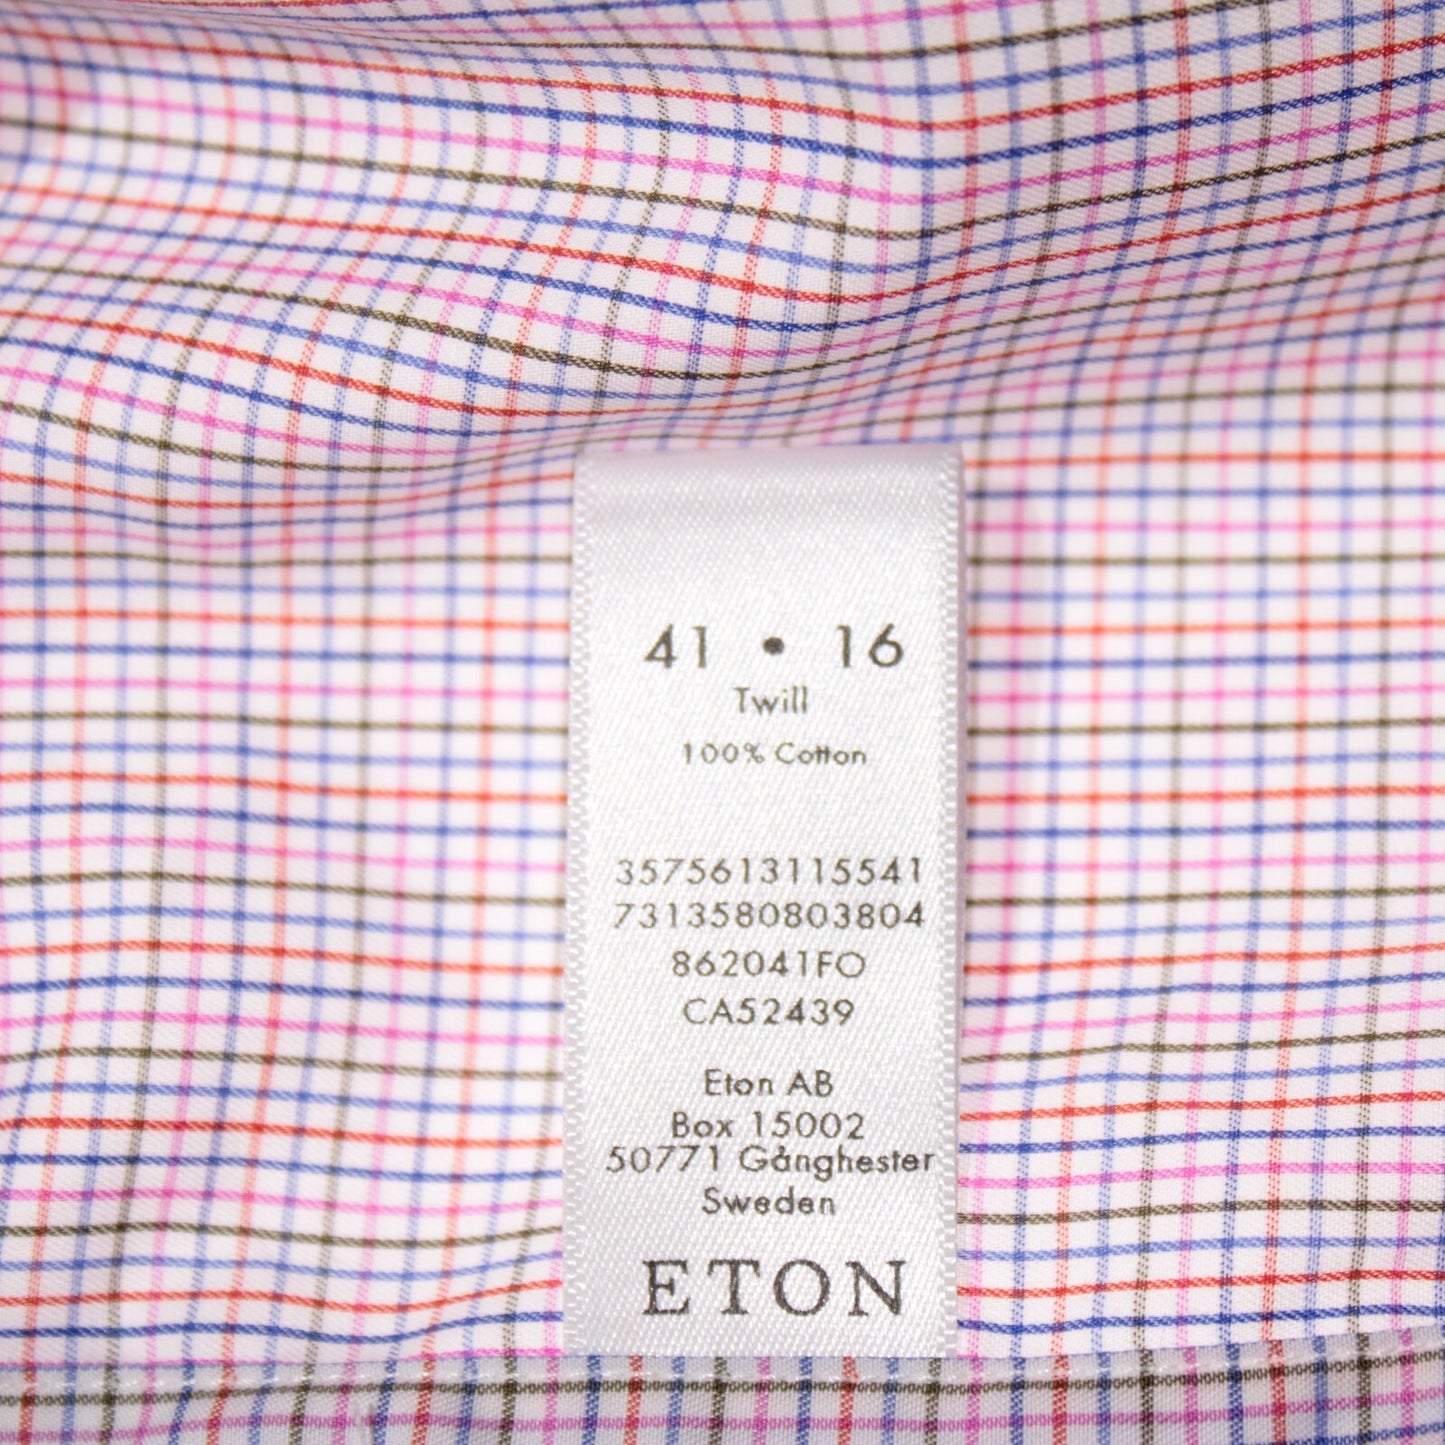 41 • 16
Twill
100% Cotton
3575613115541
7313580803804
862041FO
CA52439
Eton AB
Box 15002
50771 Gånghester
Sweden
ETON